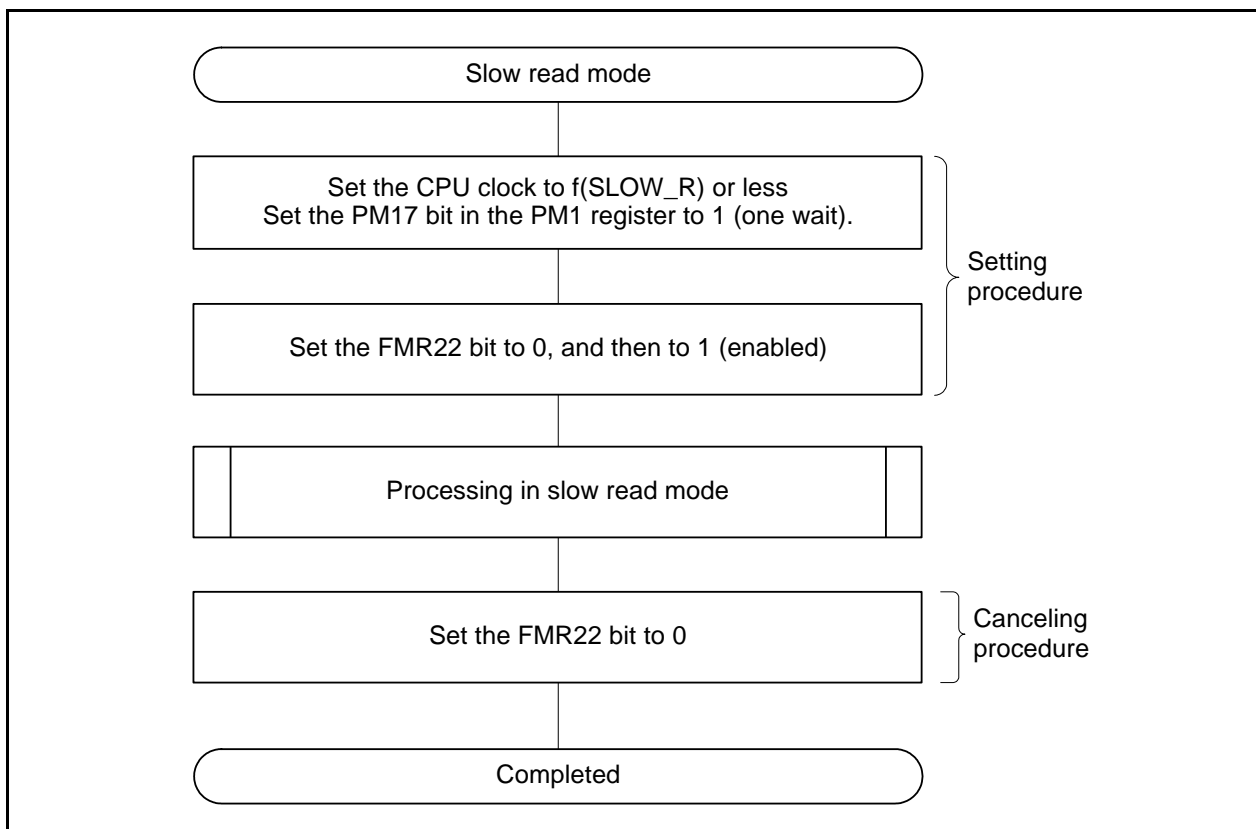 Slow read mode
Set the CPU clock to f(SLOW_R) or less
Set the PM17 bit in the PM1 register to 1 (one wait).
Setting
procedure
Set the FMR22 bit to 0, and then to 1 (enabled)
Processing in slow read mode
Set the FMR22 bit to 0
Canceling
procedure
Completed